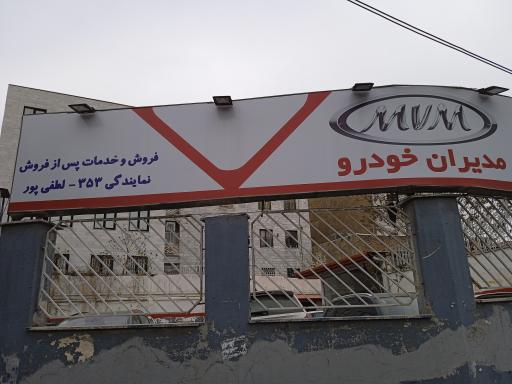 MVM
مدیران خودرو
فروش و خدمات پس از فروش
نمایندگی ۳۵۳ - لطفی پور